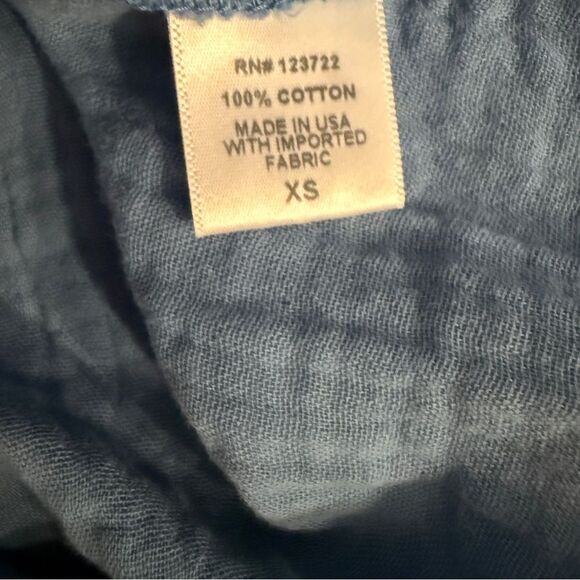 RN# 123722
100% COTTON
MADE IN USA
WITH IMPORTED
FABRIC
XS